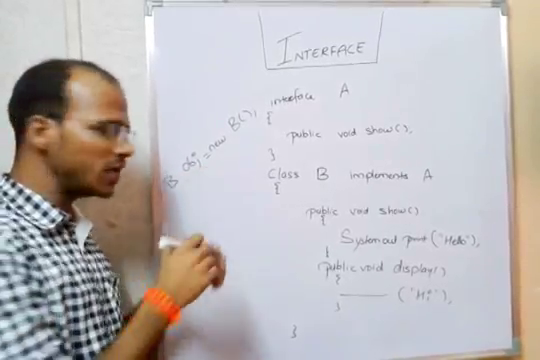 INTERFACE
interface A
{
public void show();
}
B obj = new B();
Class B implements A
{
public void show()
{
System.out.print("Hello");
}
public void display()
{
("Hi");
}
}